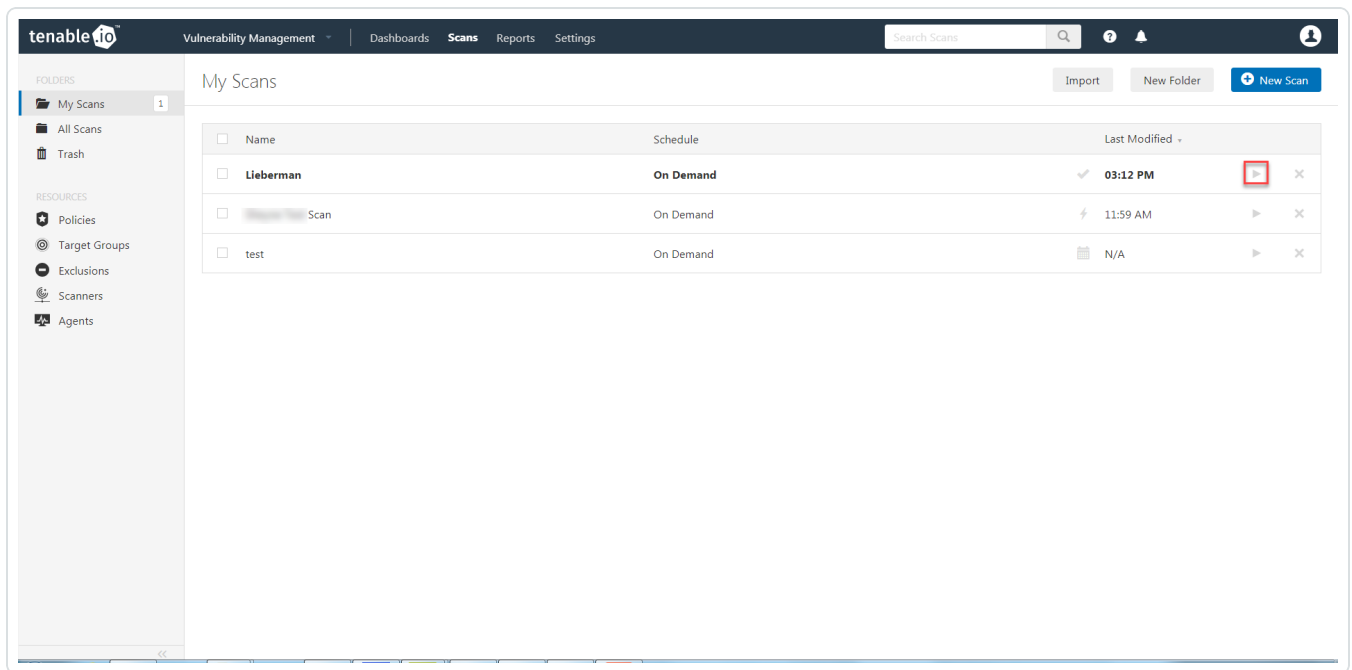 tenable.io™ Vulnerability Management Dashboards Scans Reports Settings Search Scans
FOLDERS
My Scans 1
All Scans
Trash
RESOURCES
Policies
Target Groups
Exclusions
Scanners
Agents
My Scans Import New Folder New Scan
Name Schedule Last Modified
Lieberman On Demand 03:12 PM
Scan On Demand 11:59 AM
test On Demand N/A